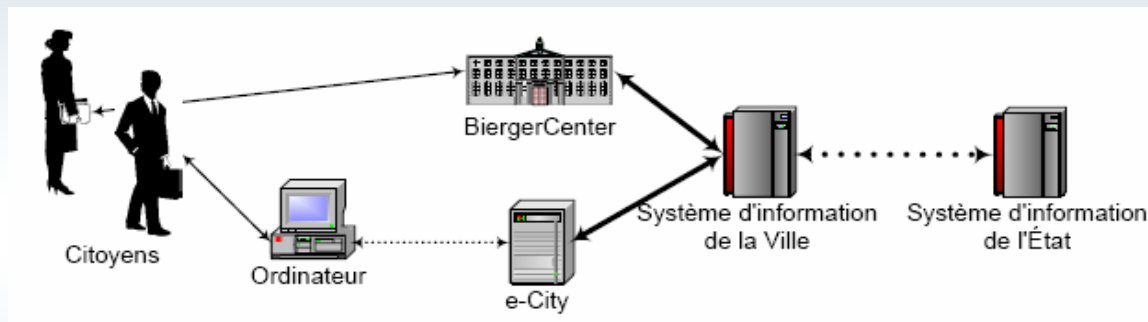 BiergerCenter
Citoyens
Ordinateur
e-City
Système d'information
de la Ville
Système d'information
de l'État